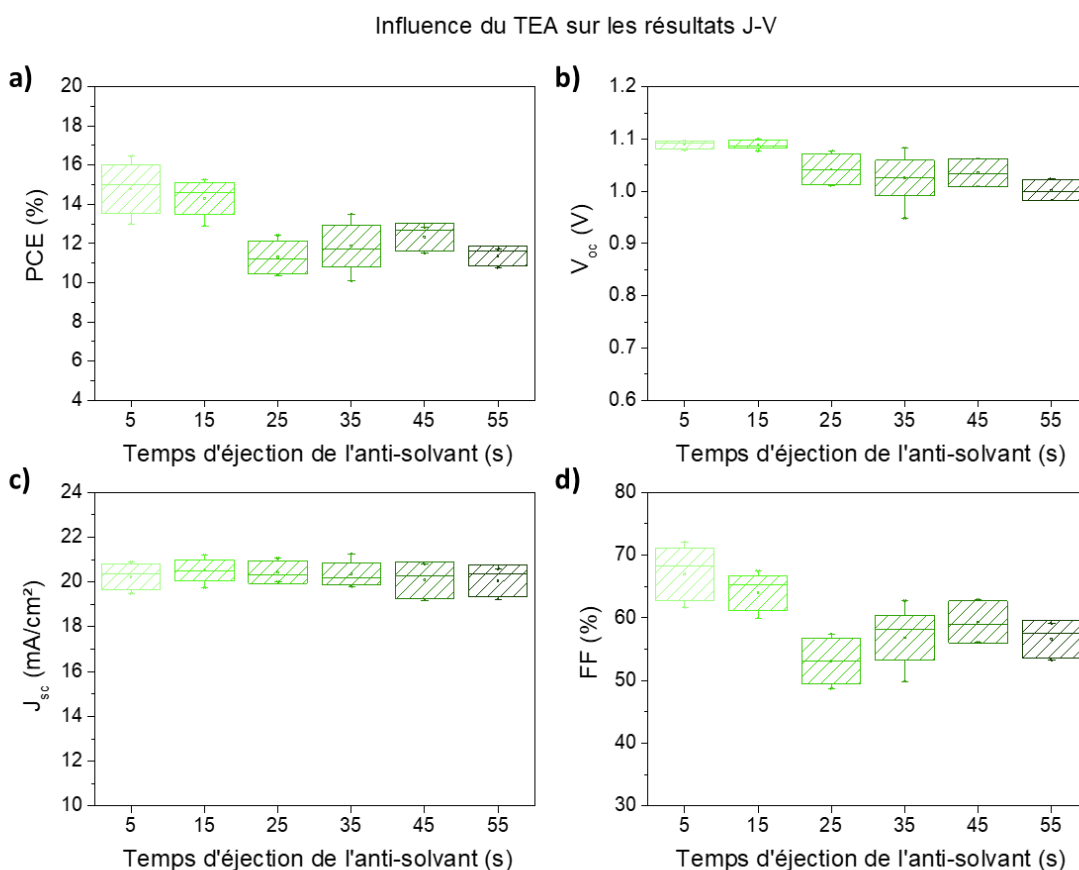 Influence du TEA sur les résultats J-V
a)
PCE (%)
20
18
16
14
12
10
8
6
4
5 15 25 35 45 55
Temps d'éjection de l'anti-solvant (s)
b)
Voc (V)
1.2
1.1
1.0
0.9
0.8
0.7
0.6
5 15 25 35 45 55
Temps d'éjection de l'anti-solvant (s)
c)
Jsc (mA/cm²)
24
22
20
18
16
14
12
10
5 15 25 35 45 55
Temps d'éjection de l'anti-solvant (s)
d)
FF (%)
80
70
60
50
40
30
5 15 25 35 45 55
Temps d'éjection de l'anti-solvant (s)